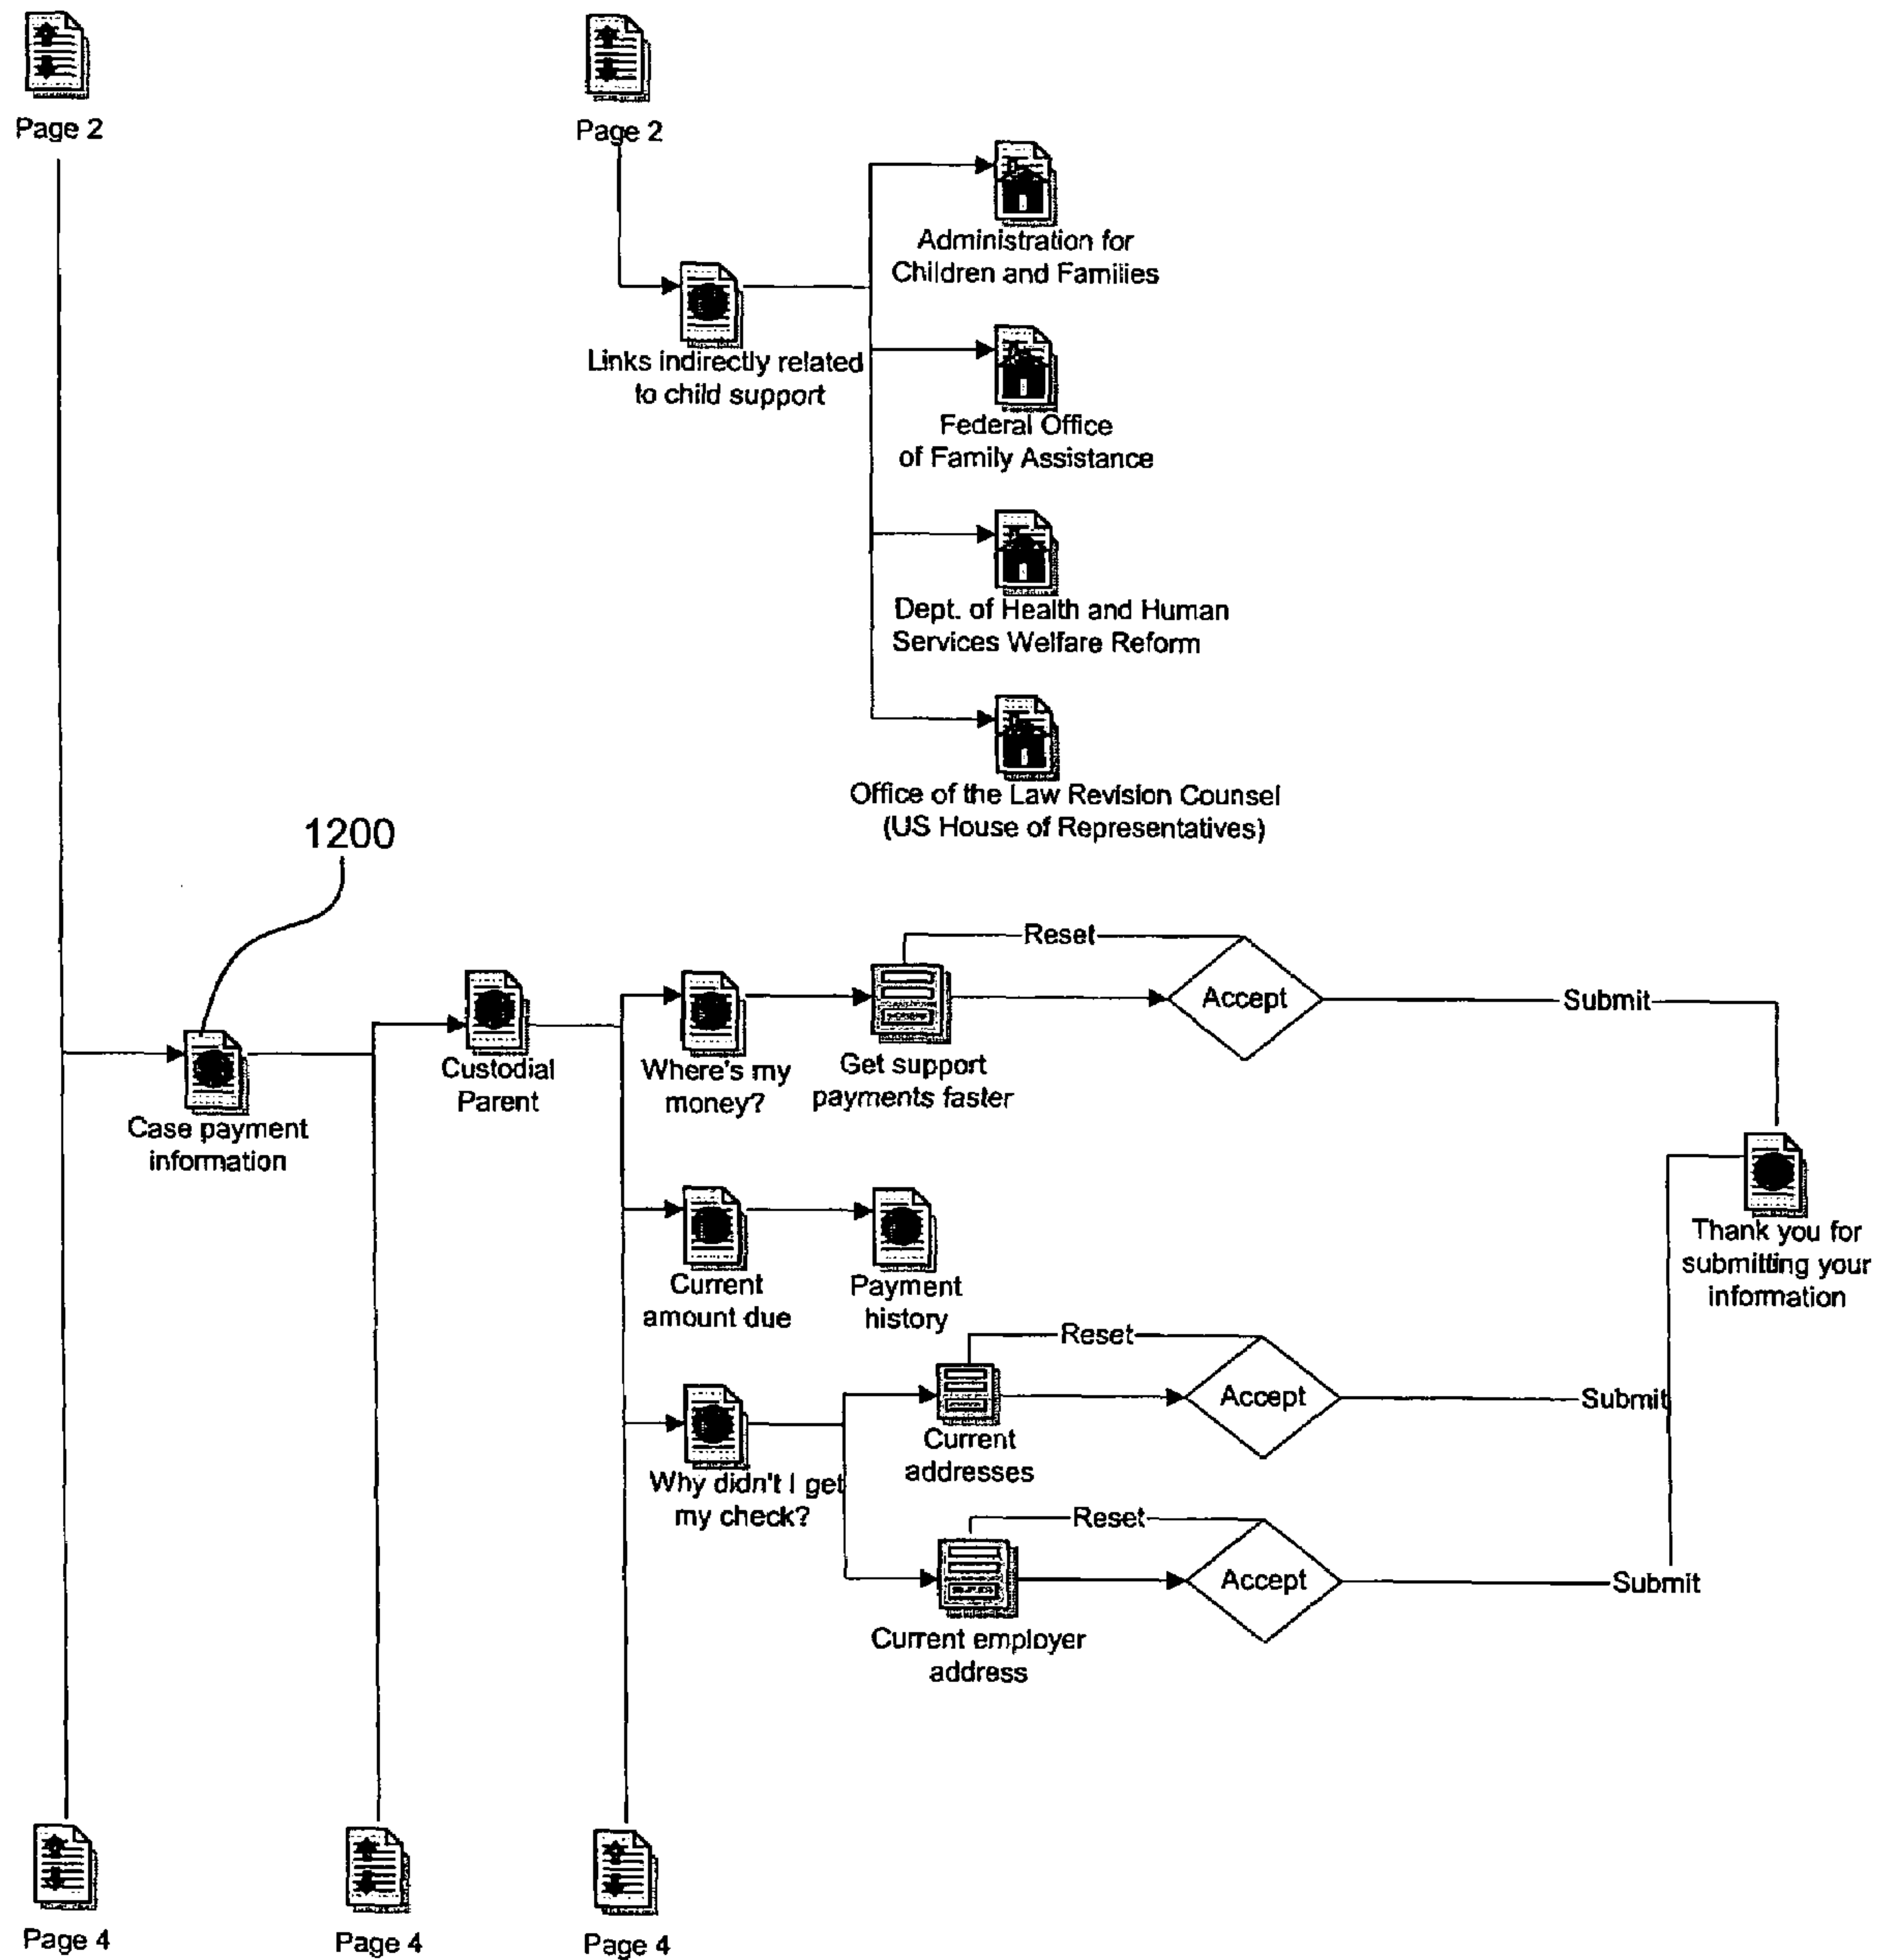 Page 2
Page 2
Administration for
Children and Families
Links indirectly related
to child support
Federal Office
of Family Assistance
Dept. of Health and Human
Services Welfare Reform
Office of the Law Revision Counsel
(US House of Representatives)
1200
Reset
Accept
Submit
Custodial
Parent
Where's my
money?
Get support
payments faster
Case payment
information
Thank you for
submitting your
information
Current
amount due
Payment
history
Reset
Accept
Submit
Current
addresses
Why didn't I get
my check?
Reset
Accept
Submit
Current employer
address
Page 4
Page 4
Page 4